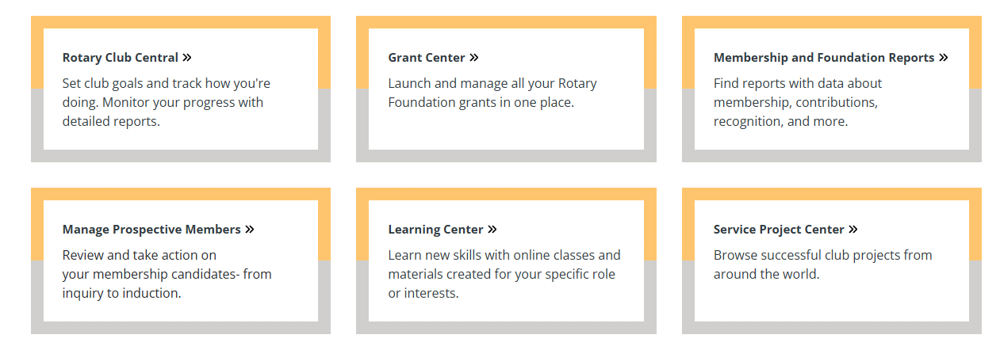 Rotary Club Central »
Set club goals and track how you're
doing. Monitor your progress with
detailed reports.
Grant Center »
Launch and manage all your Rotary
Foundation grants in one place.
Membership and Foundation Reports »
Find reports with data about
membership, contributions,
recognition, and more.
Manage Prospective Members »
Review and take action on
your membership candidates- from
inquiry to induction.
Learning Center »
Learn new skills with online classes and
materials created for your specific role
or interests.
Service Project Center »
Browse successful club projects from
around the world.